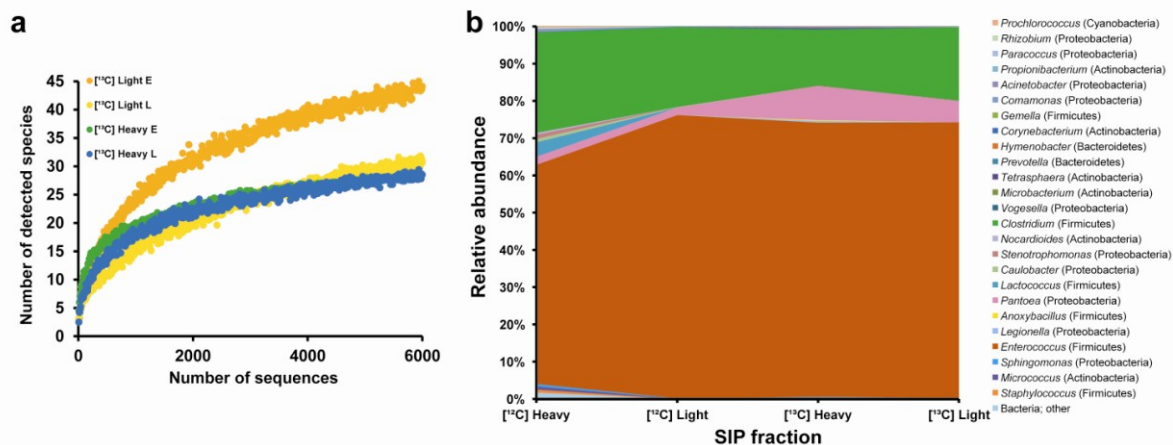 a
Number of detected species
45
40
35
30
25
20
15
10
5
0
[¹³C] Light E
[¹³C] Light L
[¹³C] Heavy E
[¹³C] Heavy L
0
2000
4000
6000
Number of sequences
b
Relative abundance
100%
90%
80%
70%
60%
50%
40%
30%
20%
10%
0%
[¹²C] Heavy
[¹²C] Light
[¹³C] Heavy
[¹³C] Light
SIP fraction
Prochlorococcus (Cyanobacteria)
Rhizobium (Proteobacteria)
Paracoccus (Proteobacteria)
Propionibacterium (Actinobacteria)
Acinetobacter (Proteobacteria)
Comamonas (Proteobacteria)
Gemella (Firmicutes)
Corynebacterium (Actinobacteria)
Hymenobacter (Bacteroidetes)
Prevotella (Bacteroidetes)
Tetrasphaera (Actinobacteria)
Microbacterium (Actinobacteria)
Vogesella (Proteobacteria)
Clostridium (Firmicutes)
Nocardioides (Actinobacteria)
Stenotrophomonas (Proteobacteria)
Caulobacter (Proteobacteria)
Lactococcus (Firmicutes)
Pantoea (Proteobacteria)
Anoxybacillus (Firmicutes)
Legionella (Proteobacteria)
Enterococcus (Firmicutes)
Sphingomonas (Proteobacteria)
Micrococcus (Actinobacteria)
Staphylococcus (Firmicutes)
Bacteria; other